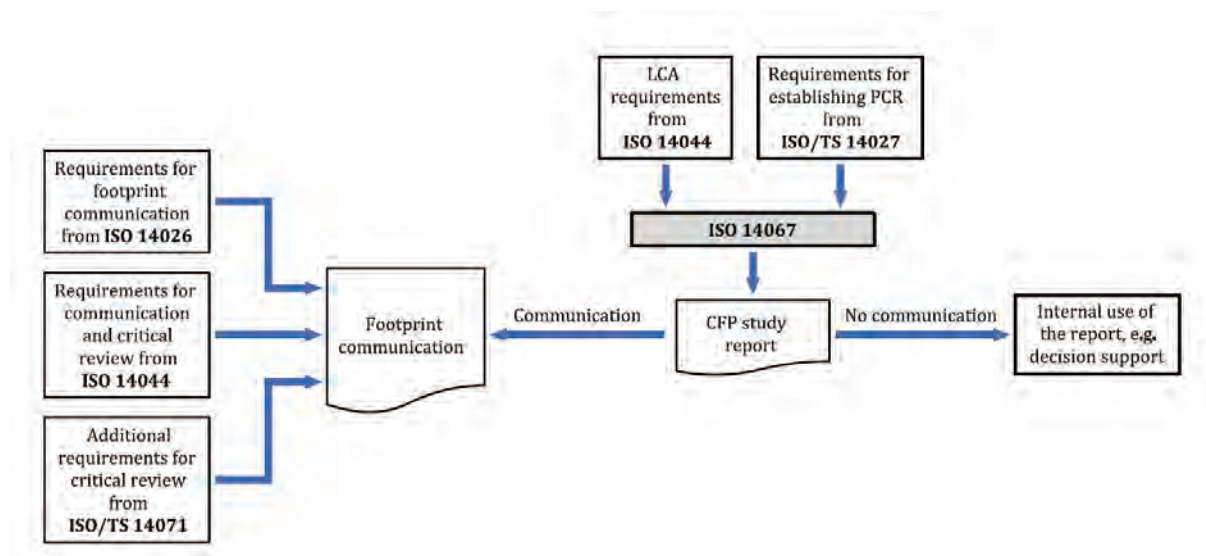 LCA
requirements
from
ISO 14044
Requirements for
establishing PCR
from
ISO/TS 14027
Requirements for
footprint
communication
from ISO 14026
ISO 14067
Requirements for
communication
and critical
review from
ISO 14044
Footprint
communication
Communication
CFP study
report
No communication
Internal use of
the report, e.g.
decision support
Additional
requirements for
critical review
from
ISO/TS 14071